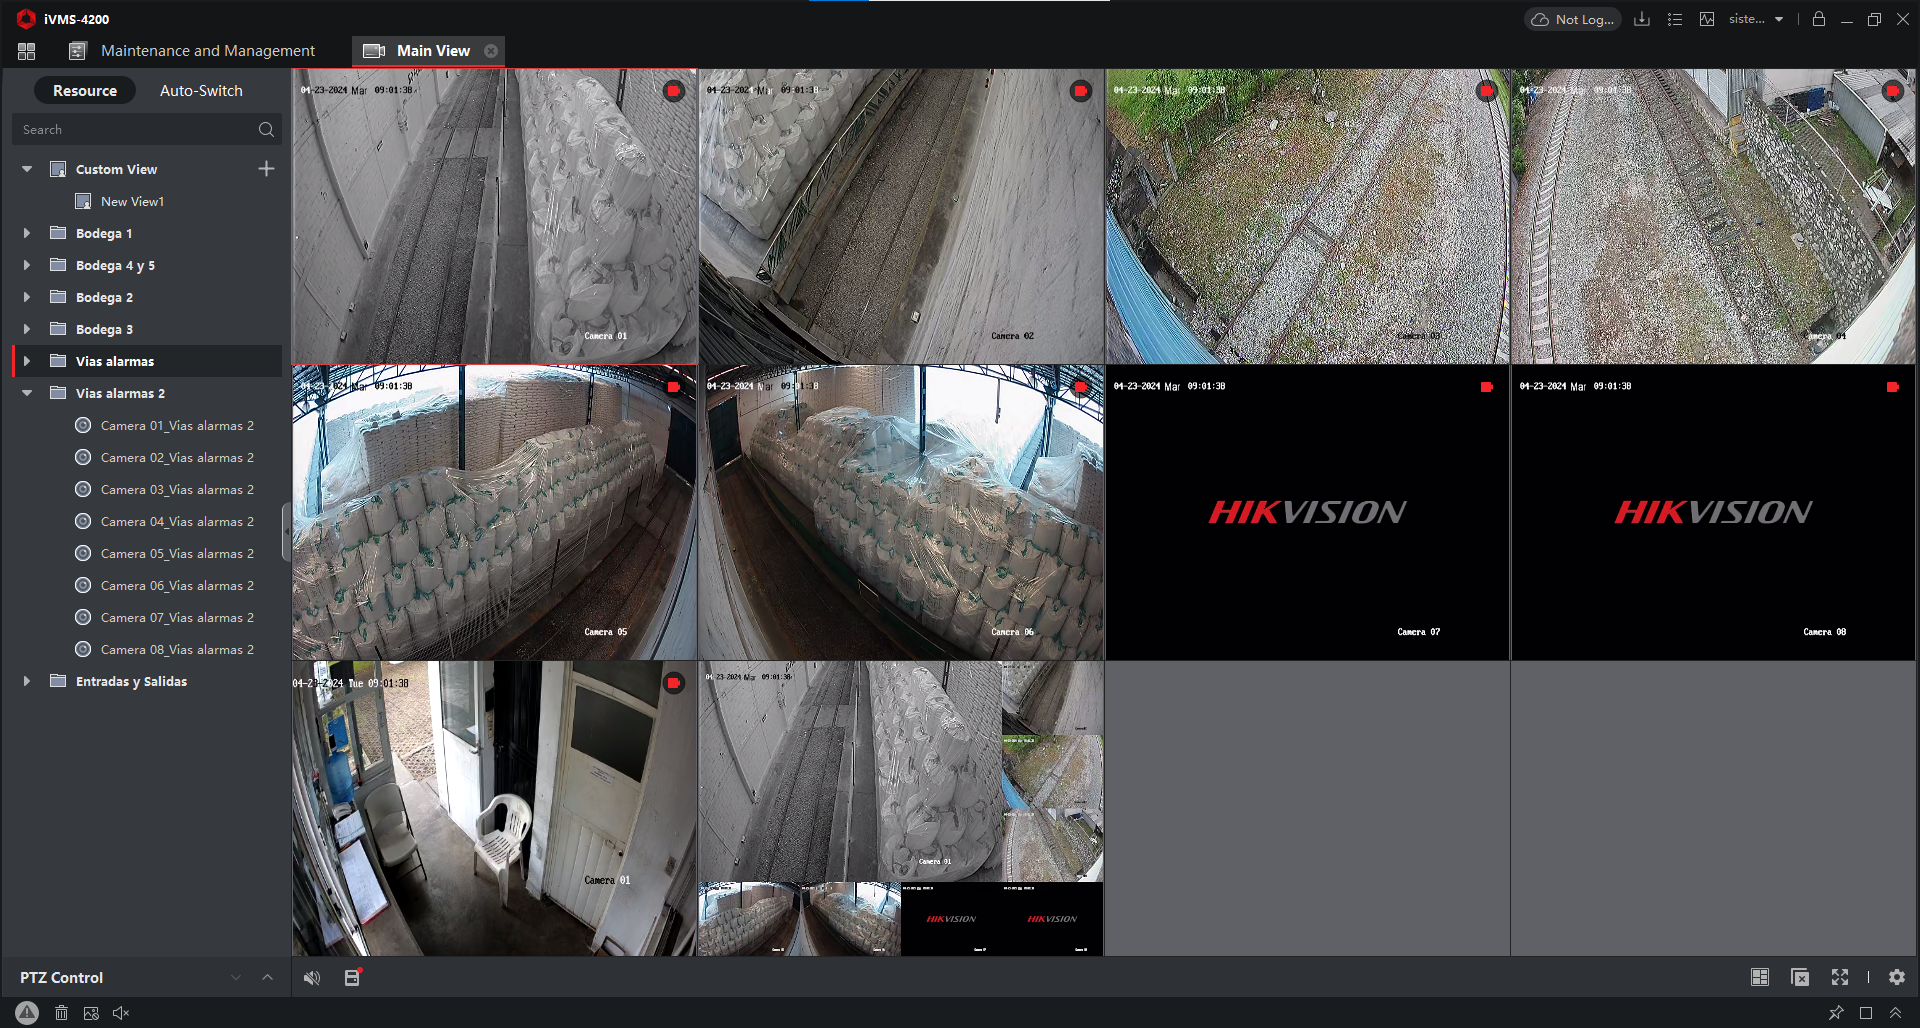 iVMS-4200
Not Log...
siste...
Maintenance and Management
Main View
Resource
Auto-Switch
Search
Custom View
New View1
Bodega 1
Bodega 4 y 5
Bodega 2
Bodega 3
Vias alarmas
Vias alarmas 2
Camera 01_Vias alarmas 2
Camera 02_Vias alarmas 2
Camera 03_Vias alarmas 2
Camera 04_Vias alarmas 2
Camera 05_Vias alarmas 2
Camera 06_Vias alarmas 2
Camera 07_Vias alarmas 2
Camera 08_Vias alarmas 2
Entradas y Salidas
PTZ Control
04-23-2024 Mar 09:01:38
Camera 01
04-23-2024 Mar 09:01:38
Camera 02
04-23-2024 Mar 09:01:38
Camera 03
04-23-2024 Mar 09:01:38
Camera 04
04-23-2024 Mar 09:01:38
Camera 05
04-23-2024 Mar 09:01:38
Camera 06
04-23-2024 Mar 09:01:38
HIKVISION
Camera 07
04-23-2024 Mar 09:01:38
HIKVISION
Camera 08
04-23-2024 Tue 09:01:38
Camera 01
04-23-2024 Mar 09:01:38
Camera 01
HIKVISION
HIKVISION